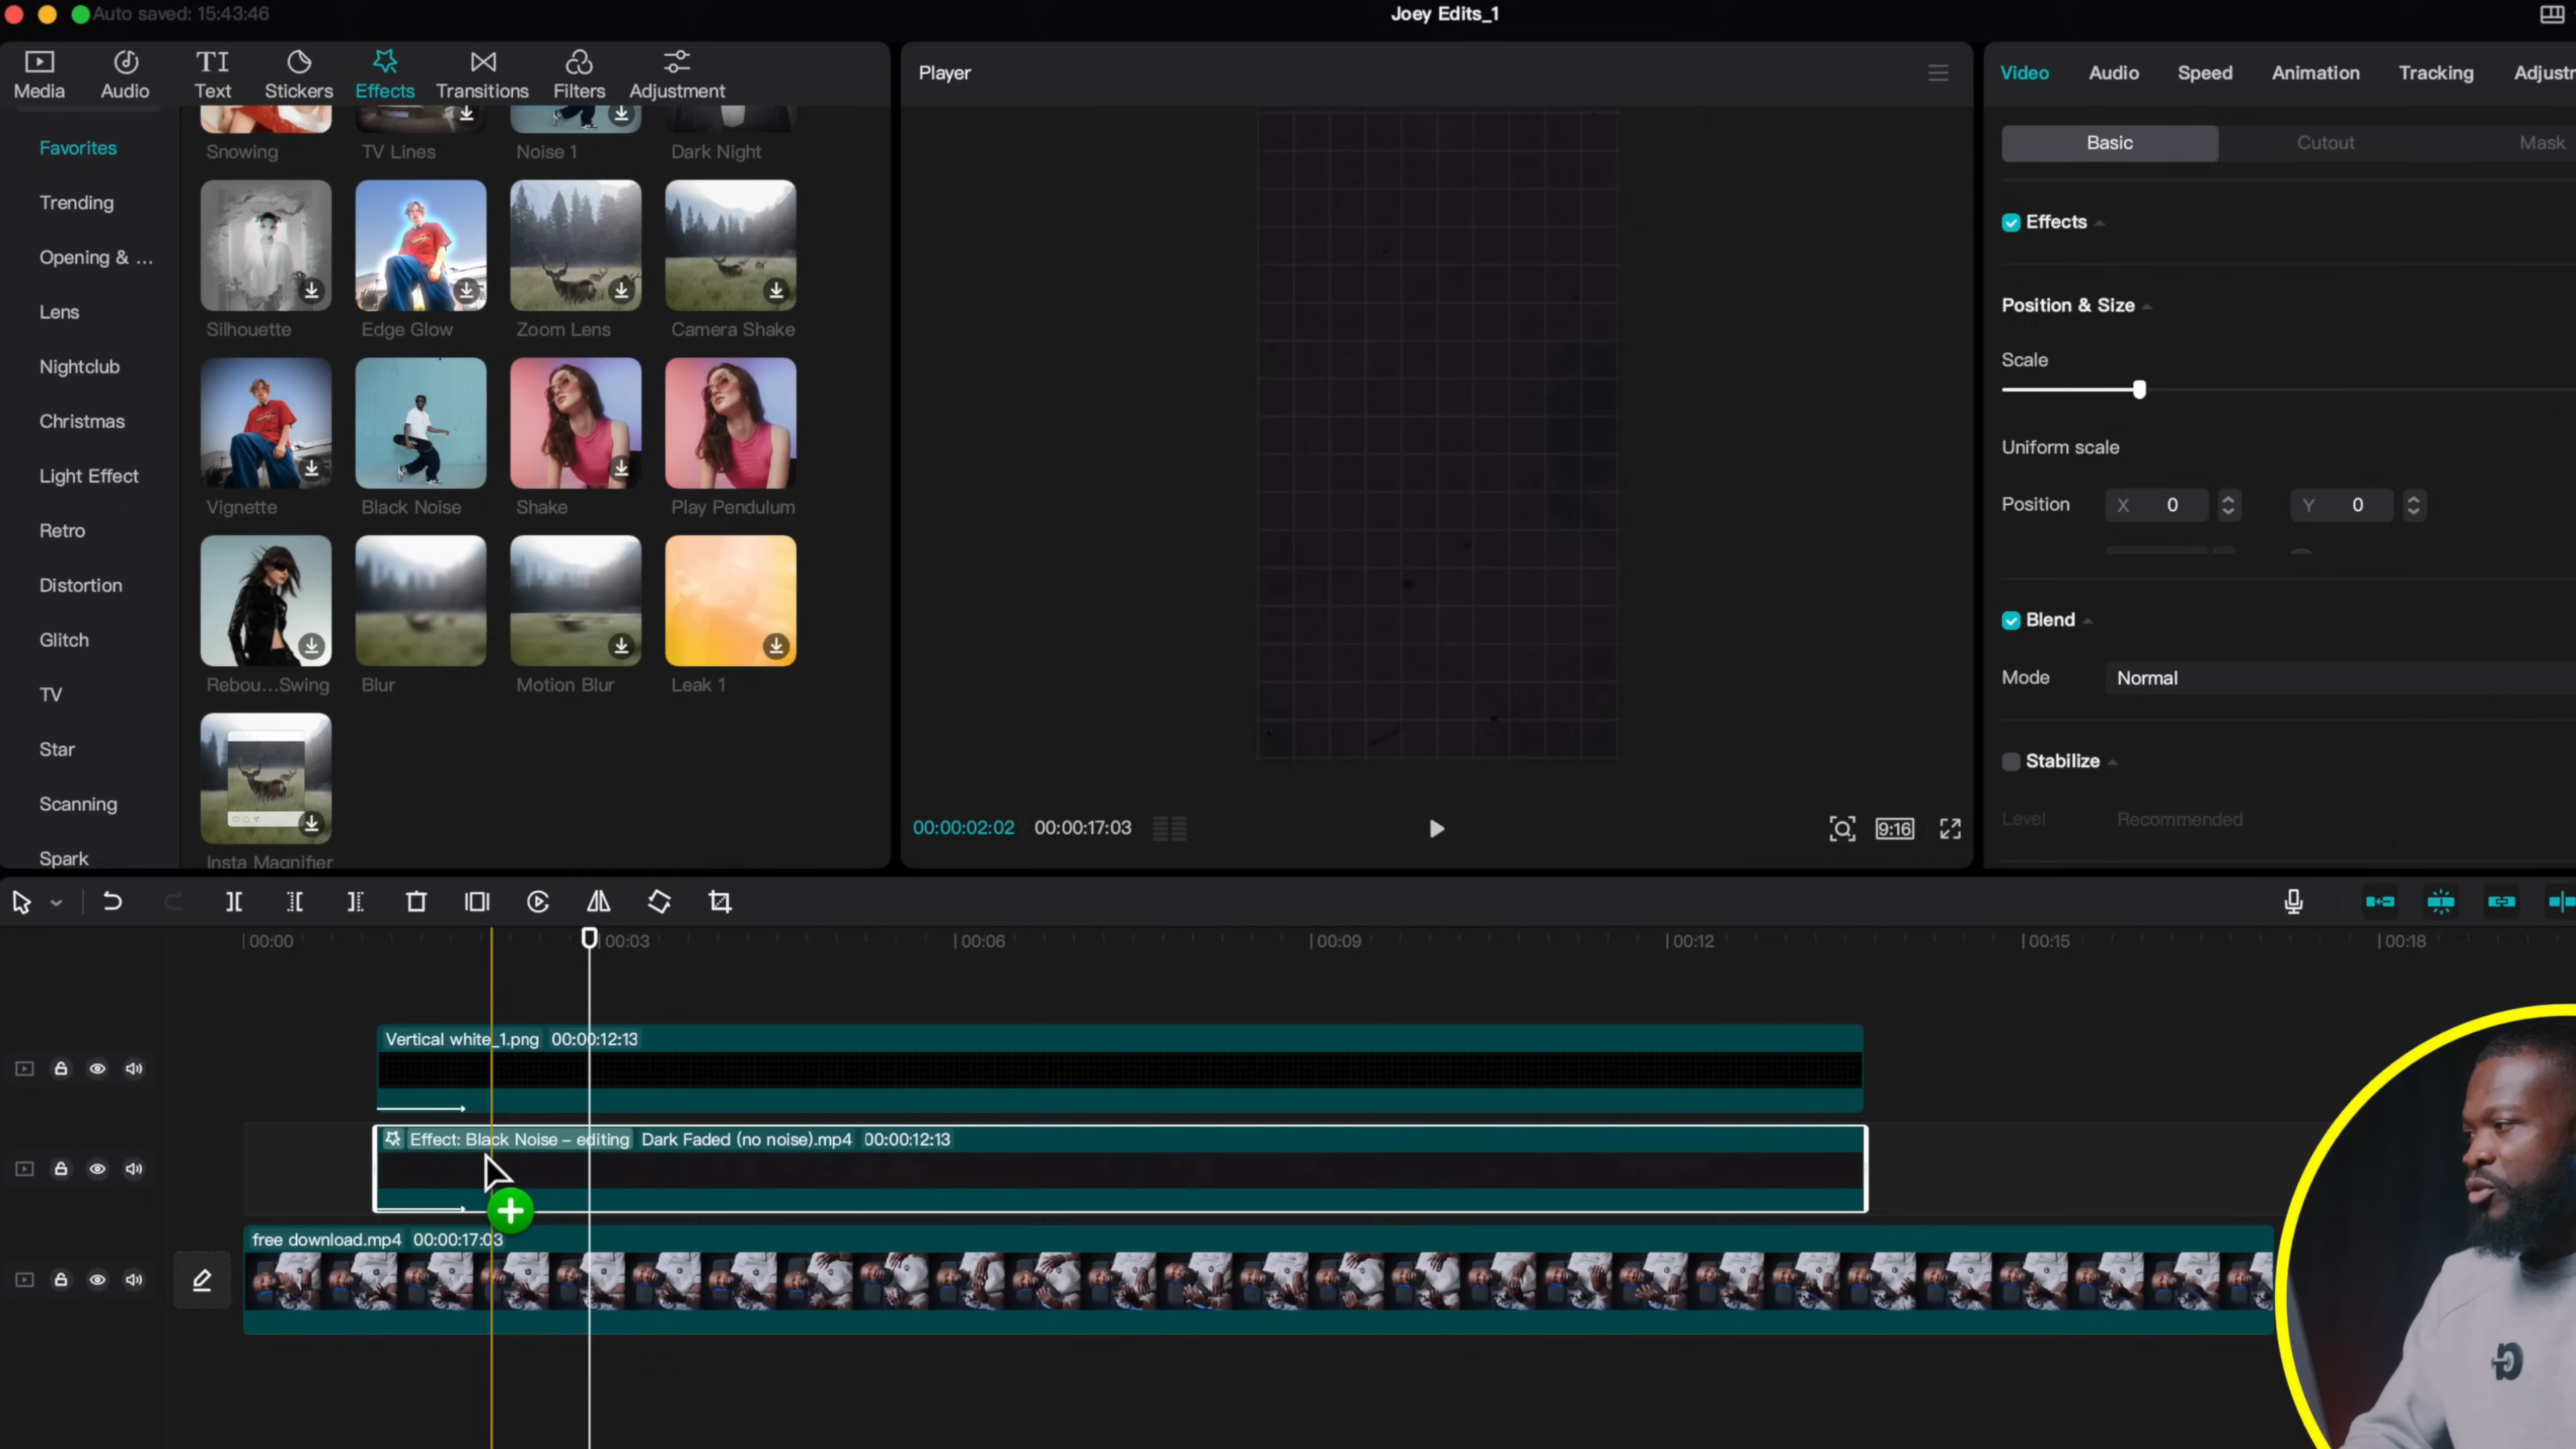 Auto saved: 15:43:46
Joey Edits_1
Media
Audio
TI
Text
Stickers
Effects
Transitions
Filters
Adjustment
Favorites
Trending
Opening & ...
Lens
Nightclub
Christmas
Light Effect
Retro
Distortion
Glitch
TV
Star
Scanning
Spark
Snowing
TV Lines
Noise 1
Dark Night
Silhouette
Edge Glow
Zoom Lens
Camera Shake
Vignette
Black Noise
Shake
Play Pendulum
Rebou...Swing
Blur
Motion Blur
Leak 1
Insta Magnifier
Player
00:00:02:02
00:00:17:03
9:16
Video
Audio
Speed
Animation
Tracking
Adjustm
Basic
Cutout
Mask
Effects
Position & Size
Scale
Uniform scale
Position
X 0
Y 0
Blend
Mode
Normal
Stabilize
Level
Recommended
00:00
00:03
00:06
00:09
00:12
00:15
00:18
Vertical white_1.png 00:00:12:13
Effect: Black Noise – editing Dark Faded (no noise).mp4 00:00:12:13
free download.mp4 00:00:17:03